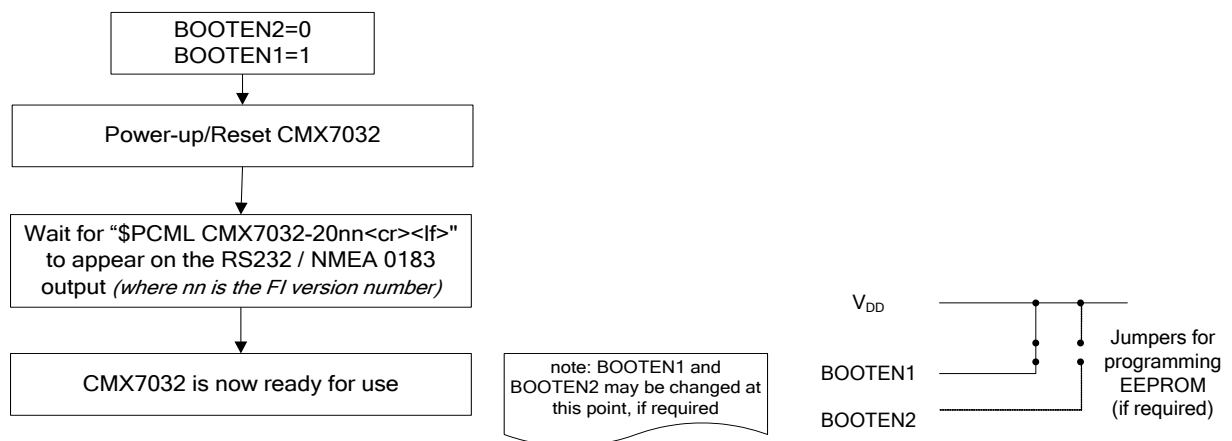 BOOTEN2=0
BOOTEN1=1
Power-up/Reset CMX7032
Wait for “$PCML CMX7032-20nn<cr><lf>"
to appear on the RS232 / NMEA 0183
output (where nn is the FI version number)
CMX7032 is now ready for use
note: BOOTEN1 and
BOOTEN2 may be changed at
this point, if required
VDD
BOOTEN1
BOOTEN2
Jumpers for
programming
EEPROM
(if required)